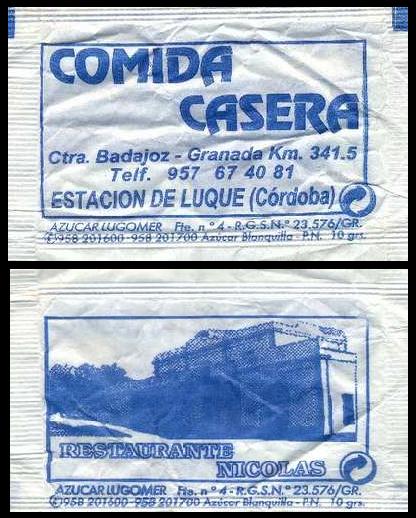 COMIDA
CASERA
Ctra. Badajoz - Granada Km. 341.5
Telf. 957 67 40 81
ESTACION DE LUQUE (Córdoba)
AZUCAR LUGOMER Fte. n º 4 - R.G.S.N.º 23.576/GR.
✆958 201600 - 958 201700 Azúcar Blanquilla - P.N. 10 grs.
RESTAURANTE
NICOLAS
AZUCAR LUGOMER Fte. n º 4 - R.G.S.N.º 23.576/GR.
✆958 201600 - 958 201700 Azúcar Blanquilla - P.N. 10 grs.